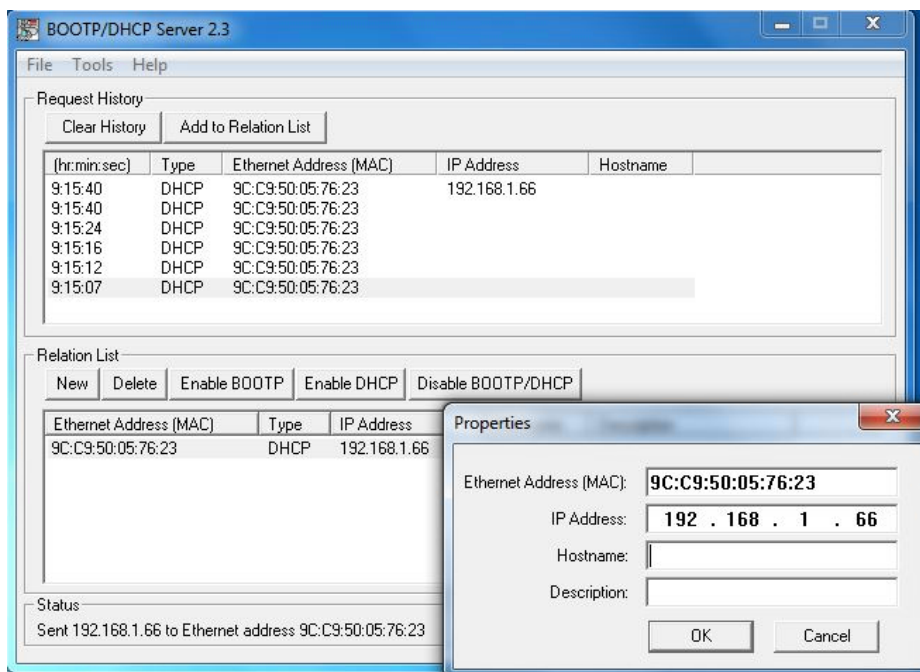 BOOTP/DHCP Server 2.3
File Tools Help
Request History
Clear History Add to Relation List
(hr:min:sec) Type Ethernet Address (MAC) IP Address Hostname
9:15:40 DHCP 9C:C9:50:05:76:23 192.168.1.66
9:15:40 DHCP 9C:C9:50:05:76:23
9:15:24 DHCP 9C:C9:50:05:76:23
9:15:16 DHCP 9C:C9:50:05:76:23
9:15:12 DHCP 9C:C9:50:05:76:23
9:15:07 DHCP 9C:C9:50:05:76:23
Relation List
New Delete Enable BOOTP Enable DHCP Disable BOOTP/DHCP
Ethernet Address (MAC) Type IP Address
9C:C9:50:05:76:23 DHCP 192.168.1.66
Properties
Ethernet Address (MAC): 9C:C9:50:05:76:23
IP Address: 192 . 168 . 1 . 66
Hostname:
Description:
OK Cancel
Status
Sent 192.168.1.66 to Ethernet address 9C:C9:50:05:76:23